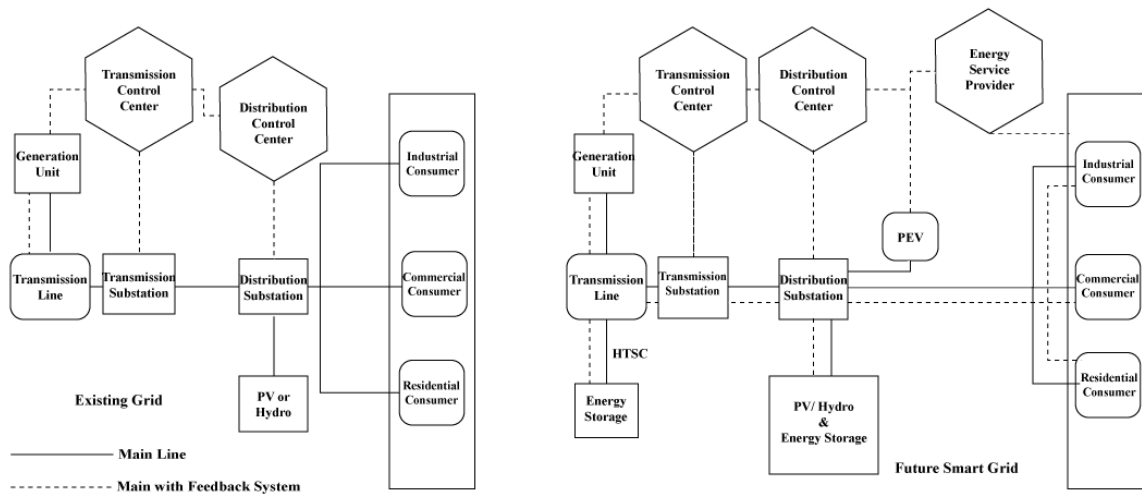 Transmission
Control
Center
Distribution
Control
Center
Generation
Unit
Industrial
Consumer
Transmission
Line
Transmission
Substation
Distribution
Substation
Commercial
Consumer
PV or
Hydro
Residential
Consumer
Existing Grid
Main Line
Main with Feedback System
Transmission
Control
Center
Distribution
Control
Center
Energy
Service
Provider
Generation
Unit
Industrial
Consumer
PEV
Transmission
Line
Transmission
Substation
Distribution
Substation
Commercial
Consumer
HTSC
Energy
Storage
PV/ Hydro
&
Energy Storage
Residential
Consumer
Future Smart Grid